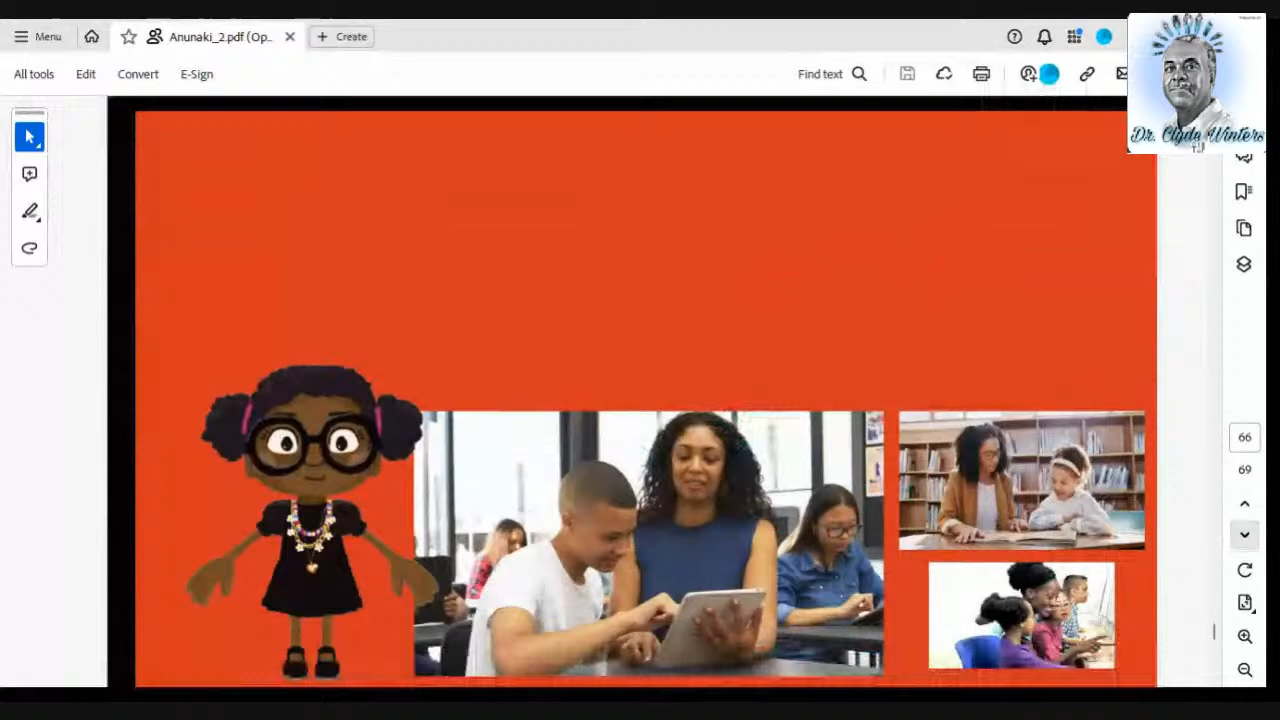 Menu
Anunaki_2.pdf (Op...
Create
All tools
Edit
Convert
E-Sign
Find text
Dr. Clyde Winters
66
69